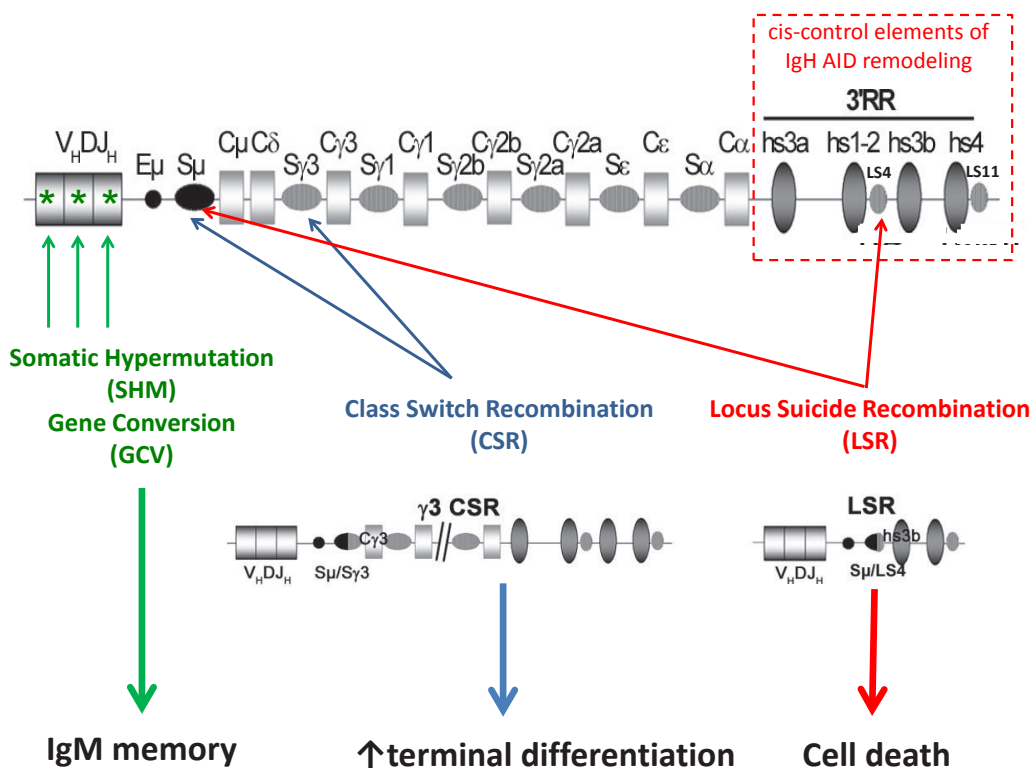 cis-control elements of
IgH AID remodeling
3'RR
VHDJH Eμ Sμ Cμ Cδ Sγ3 Cγ3 Sγ1 Cγ1 Sγ2b Cγ2b Sγ2a Cγ2a Sε Cε Sα Cα hs3a hs1-2 hs3b hs4
LS4 LS11
* * *
Somatic Hypermutation
(SHM)
Gene Conversion
(GCV)
Class Switch Recombination
(CSR)
Locus Suicide Recombination
(LSR)
γ3 CSR
Cγ3
VHDJH Sμ/Sγ3
LSR
hs3b
VHDJH Sμ/LS4
IgM memory
↑terminal differentiation
Cell death